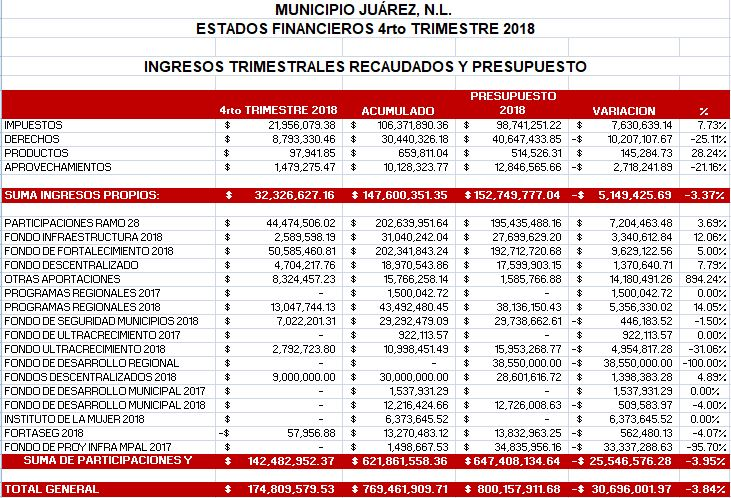 MUNICIPIO JUÁREZ, N.L.
ESTADOS FINANCIEROS 4rto TRIMESTRE 2018
INGRESOS TRIMESTRALES RECAUDADOS Y PRESUPUESTO
4rto TRIMESTRE 2018 ACUMULADO PRESUPUESTO 2018 VARIACION %
IMPUESTOS $ 21,956,079.38 $ 106,371,890.36 $ 98,741,251.22 $ 7,630,639.14 7.73%
DERECHOS $ 8,793,330.46 $ 30,440,326.18 $ 40,647,433.85 -$ 10,207,107.67 -25.11%
PRODUCTOS $ 97,941.85 $ 659,811.04 $ 514,526.31 $ 145,284.73 28.24%
APROVECHAMIENTOS $ 1,479,275.47 $ 10,128,323.77 $ 12,846,565.66 -$ 2,718,241.89 -21.16%
SUMA INGRESOS PROPIOS: $ 32,326,627.16 $ 147,600,351.35 $ 152,749,777.04 -$ 5,149,425.69 -3.37%
PARTICIPACIONES RAMO 28 $ 44,474,506.02 $ 202,639,951.64 $ 195,435,488.16 $ 7,204,463.48 3.69%
FONDO INFRAESTRUCTURA 2018 $ 2,589,598.19 $ 31,040,242.04 $ 27,699,629.20 $ 3,340,612.84 12.06%
FONDO DE FORTALECIMIENTO 2018 $ 50,585,460.81 $ 202,341,843.24 $ 192,712,720.68 $ 9,629,122.56 5.00%
FONDO DESCENTRALIZADO $ 4,704,217.76 $ 18,970,543.86 $ 17,599,903.15 $ 1,370,640.71 7.79%
OTRAS APORTACIONES $ 8,324,457.23 $ 15,766,258.14 $ 1,585,766.88 $ 14,180,491.26 894.24%
PROGRAMAS REGIONALES 2017 $ - $ 1,500,042.72 $ - $ 1,500,042.72 0.00%
PROGRAMAS REGIONALES 2018 $ 13,047,744.13 $ 43,492,480.45 $ 38,136,150.43 $ 5,356,330.02 14.05%
FONDO DE SEGURIDAD MUNICIPIOS 2018 $ 7,022,201.31 $ 29,292,479.09 $ 29,738,662.61 -$ 446,183.52 -1.50%
FONDO DE ULTRACRECIMIENTO 2017 $ - $ 922,113.57 $ - $ 922,113.57 0.00%
FONDO ULTRACRECIMIENTO 2018 $ 2,792,723.80 $ 10,998,451.49 $ 15,953,268.77 -$ 4,954,817.28 -31.06%
FONDO DE DESARROLLO REGIONAL $ - $ - $ 38,550,000.00 -$ 38,550,000.00 -100.00%
FONDOS DESCENTRALIZADOS 2018 $ 9,000,000.00 $ 30,000,000.00 $ 28,601,616.72 $ 1,398,383.28 4.89%
FONDO DE DESARROLLO MUNICIPAL 2017 $ - $ 1,537,931.29 $ - $ 1,537,931.29 0.00%
FONDO DE DESARROLLO MUNICIPAL 2018 $ - $ 12,216,424.66 $ 12,726,008.63 -$ 509,583.97 -4.00%
INSTITUTO DE LA MUJER 2018 $ - $ 6,373,645.52 $ - $ 6,373,645.52 0.00%
FORTASEG 2018 -$ 57,956.88 $ 13,270,483.12 $ 13,832,963.25 -$ 562,480.13 -4.07%
FONDO DE PROY INFRA MPAL 2017 $ - $ 1,498,667.53 $ 34,835,956.16 -$ 33,337,288.63 -95.70%
SUMA DE PARTICIPACIONES Y $ 142,482,952.37 $ 621,861,558.36 $ 647,408,134.64 -$ 25,546,576.28 -3.95%
TOTAL GENERAL $ 174,809,579.53 $ 769,461,909.71 $ 800,157,911.68 -$ 30,696,001.97 -3.84%